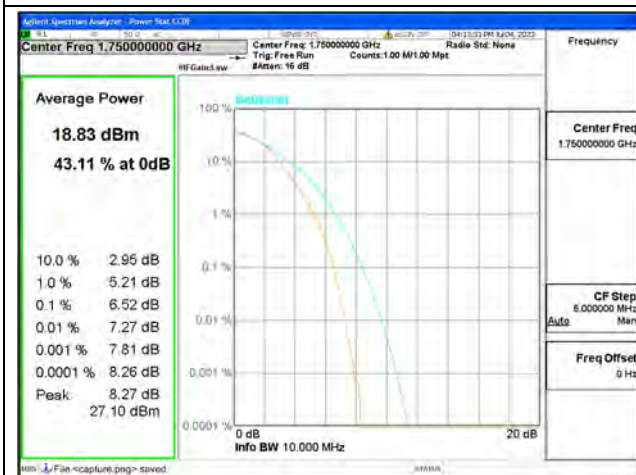 Agilent Spectrum Analyzer - Power Stat CCDF
Center Freq 1.750000000 GHz
Center Freq: 1.750000000 GHz
Radio Std: None
Trig: Free Run
Counts:1.00 M/1.00 Mpt
#IFGain:Low
#Atten: 16 dB
Frequency
Average Power
18.83 dBm
43.11 % at 0dB
10.0 % 2.95 dB
1.0 % 5.21 dB
0.1 % 6.52 dB
0.01 % 7.27 dB
0.001 % 7.81 dB
0.0001 % 8.26 dB
Peak 8.27 dB
27.10 dBm
100 %
Gaussian
10 %
1 %
0.1 %
0.01 %
0.001 %
0.0001 %
0 dB
20 dB
Info BW 10.000 MHz
Center Freq
1.750000000 GHz
CF Step
5.000000 MHz
Auto Man
Freq Offset
0 Hz
MSG File <capture.png> saved
STATUS